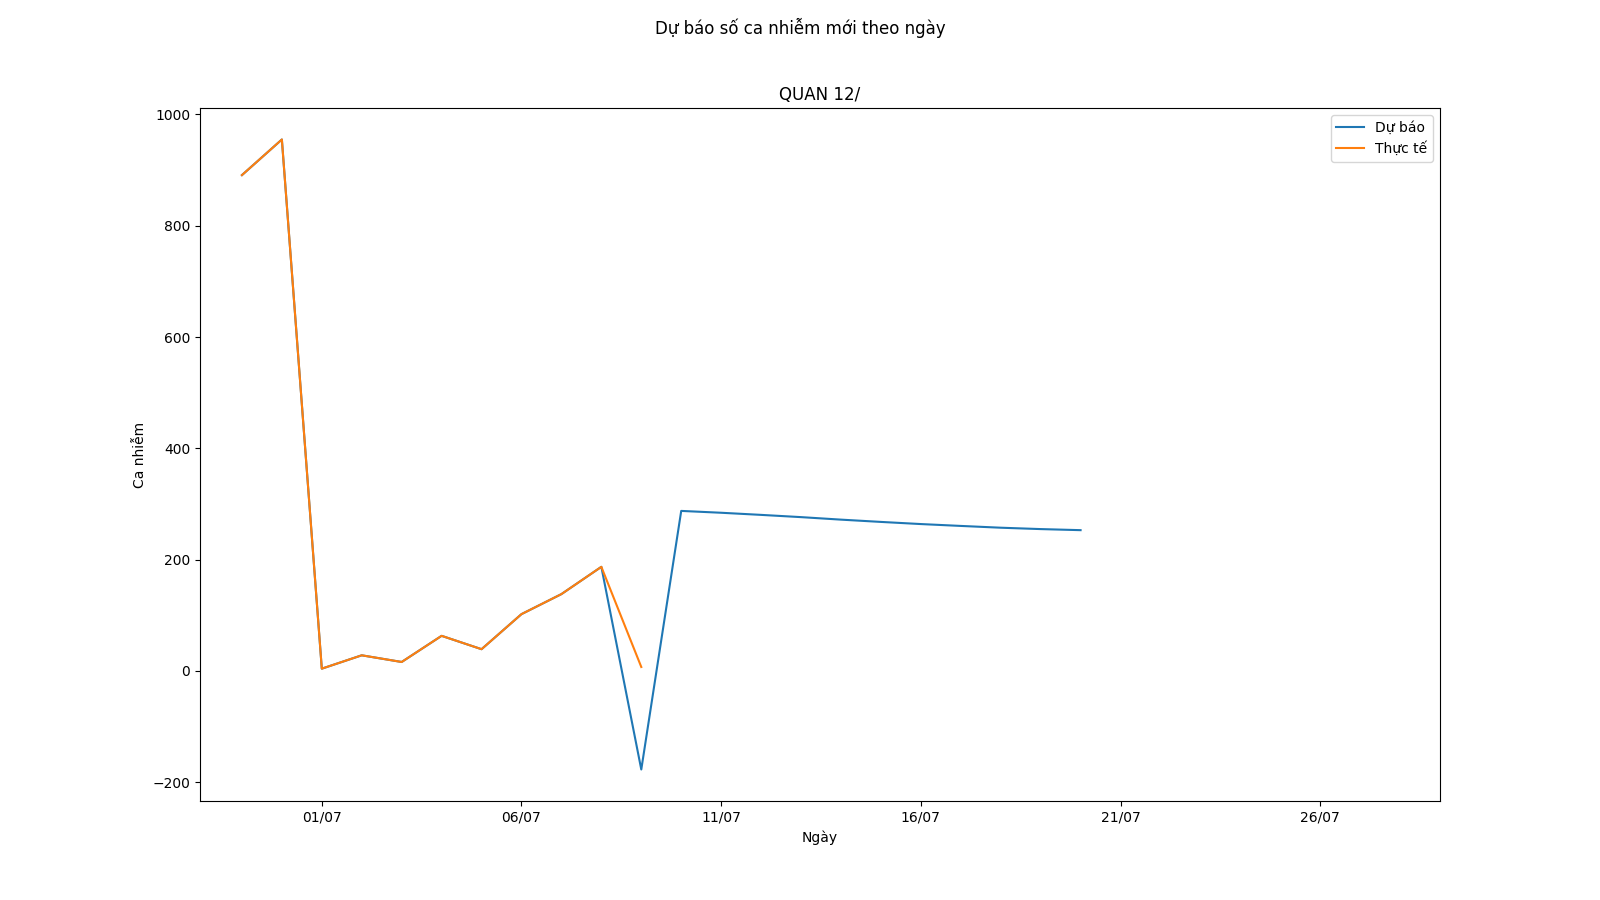 Dự báo số ca nhiễm mới theo ngày
QUAN 12/
Dự báo
Thực tế
1000
800
600
400
200
0
−200
Ca nhiễm
01/07
06/07
11/07
16/07
21/07
26/07
Ngày